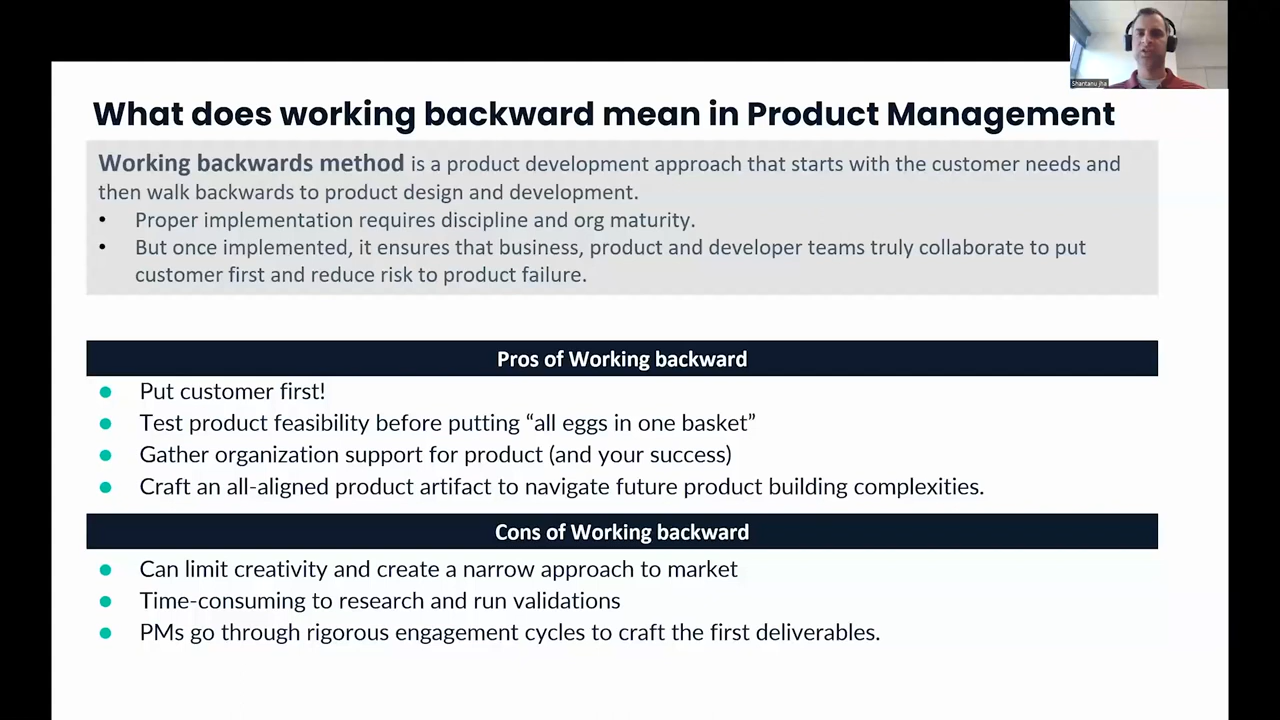 Shantanu jha
What does working backward mean in Product Management
Working backwards method is a product development approach that starts with the customer needs and
then walk backwards to product design and development.
• Proper implementation requires discipline and org maturity.
• But once implemented, it ensures that business, product and developer teams truly collaborate to put
customer first and reduce risk to product failure.
Pros of Working backward
● Put customer first!
● Test product feasibility before putting “all eggs in one basket”
● Gather organization support for product (and your success)
● Craft an all-aligned product artifact to navigate future product building complexities.
Cons of Working backward
● Can limit creativity and create a narrow approach to market
● Time-consuming to research and run validations
● PMs go through rigorous engagement cycles to craft the first deliverables.